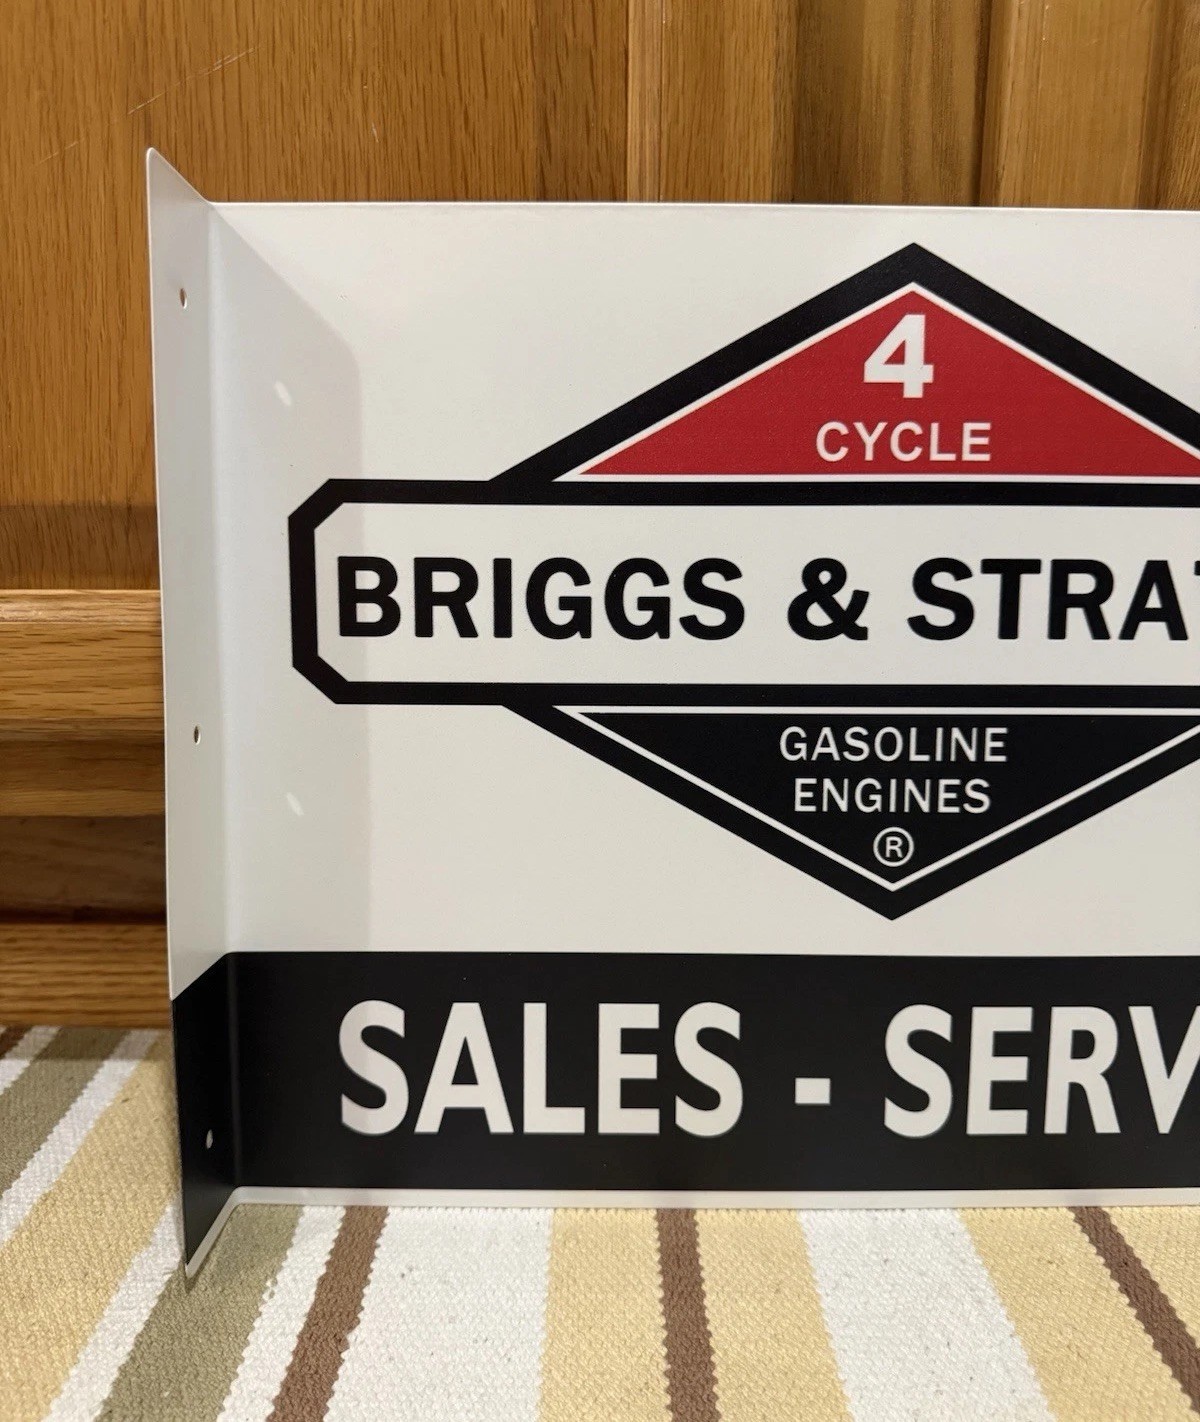 4
CYCLE
BRIGGS & STRAT
GASOLINE
ENGINES
®
SALES - SERV